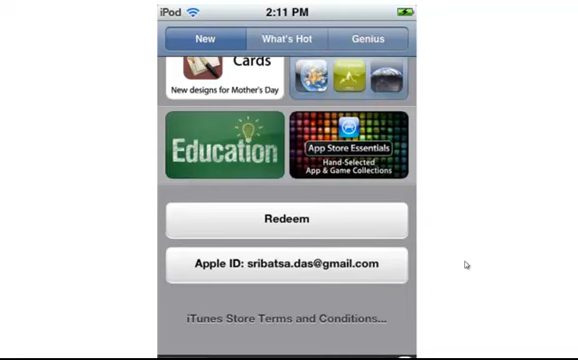 iPod 2:11 PM
New What's Hot Genius
Cards
New designs for Mother's Day
Education
App Store Essentials
Hand-Selected
App & Game Collections
Redeem
Apple ID: sribatsa.das@gmail.com
iTunes Store Terms and Conditions...